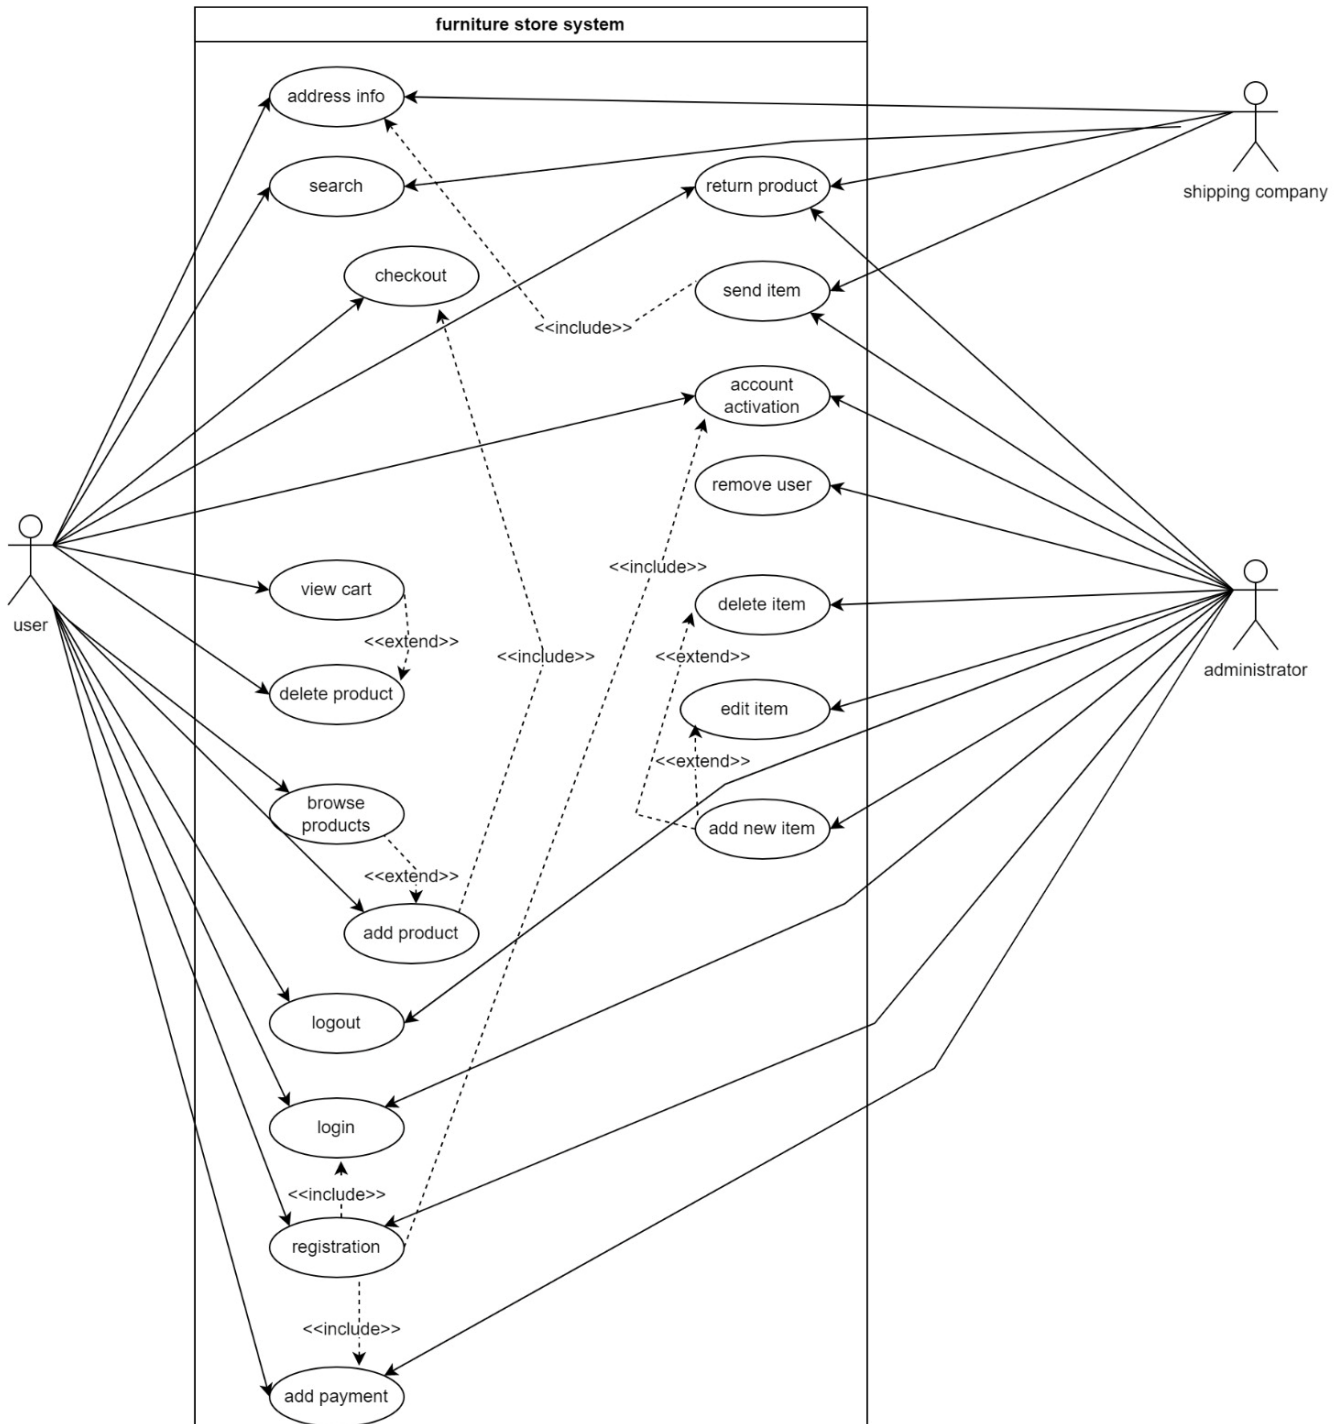 furniture store system
address info
shipping company
search
return product
checkout
send item
<<include>>
account
activation
remove user
<<include>>
view cart
delete item
user
<<extend>>
<<include>>
<<extend>>
administrator
delete product
edit item
<<extend>>
browse
products
add new item
<<extend>>
add product
logout
login
<<include>>
registration
<<include>>
add payment